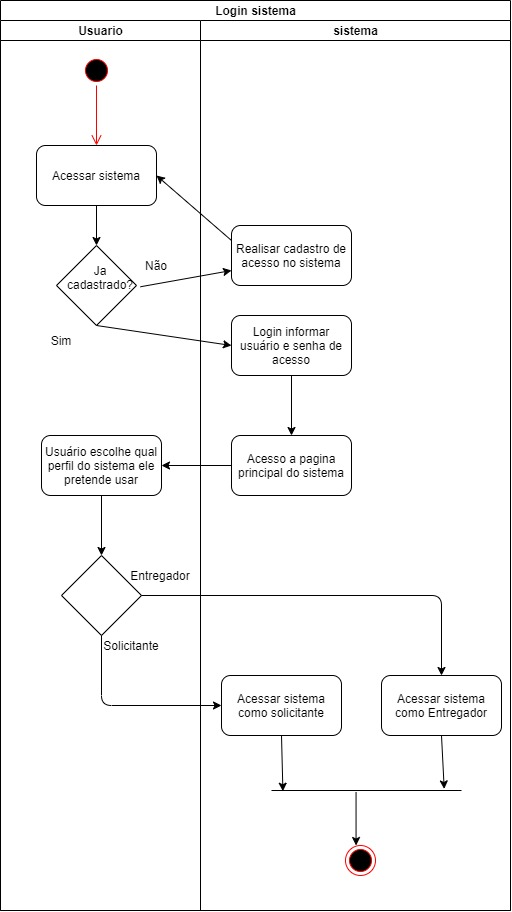 Login sistema
Usuario
sistema
Acessar sistema
Realisar cadastro de
acesso no sistema
Ja
cadastrado?
Não
Sim
Login informar
usuário e senha de
acesso
Usuário escolhe qual
perfil do sistema ele
pretende usar
Acesso a pagina
principal do sistema
Entregador
Solicitante
Acessar sistema
como solicitante
Acessar sistema
como Entregador